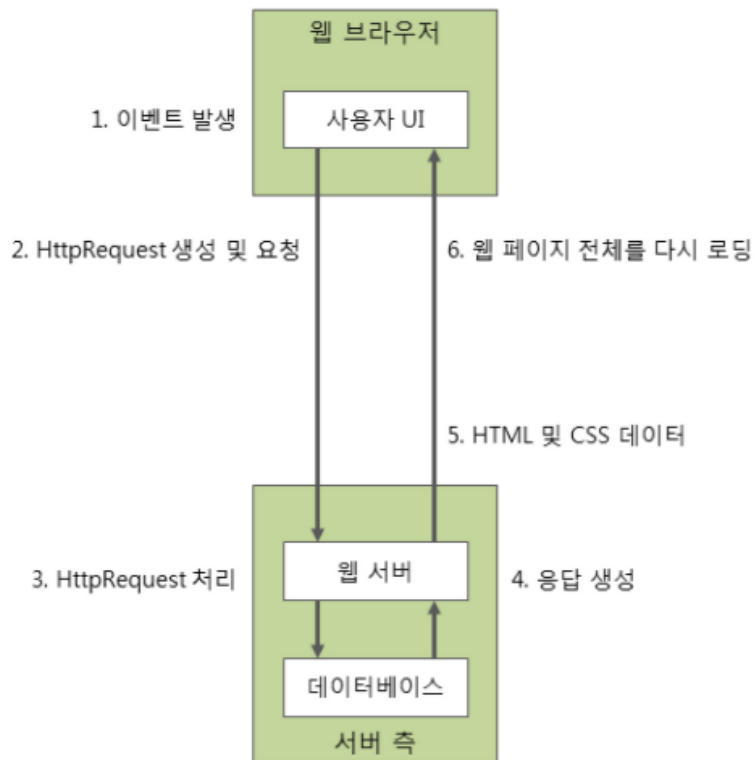 웹 브라우저
사용자 UI
1. 이벤트 발생
2. HttpRequest 생성 및 요청
6. 웹 페이지 전체를 다시 로딩
5. HTML 및 CSS 데이터
웹 서버
3. HttpRequest 처리
4. 응답 생성
데이터베이스
서버 측